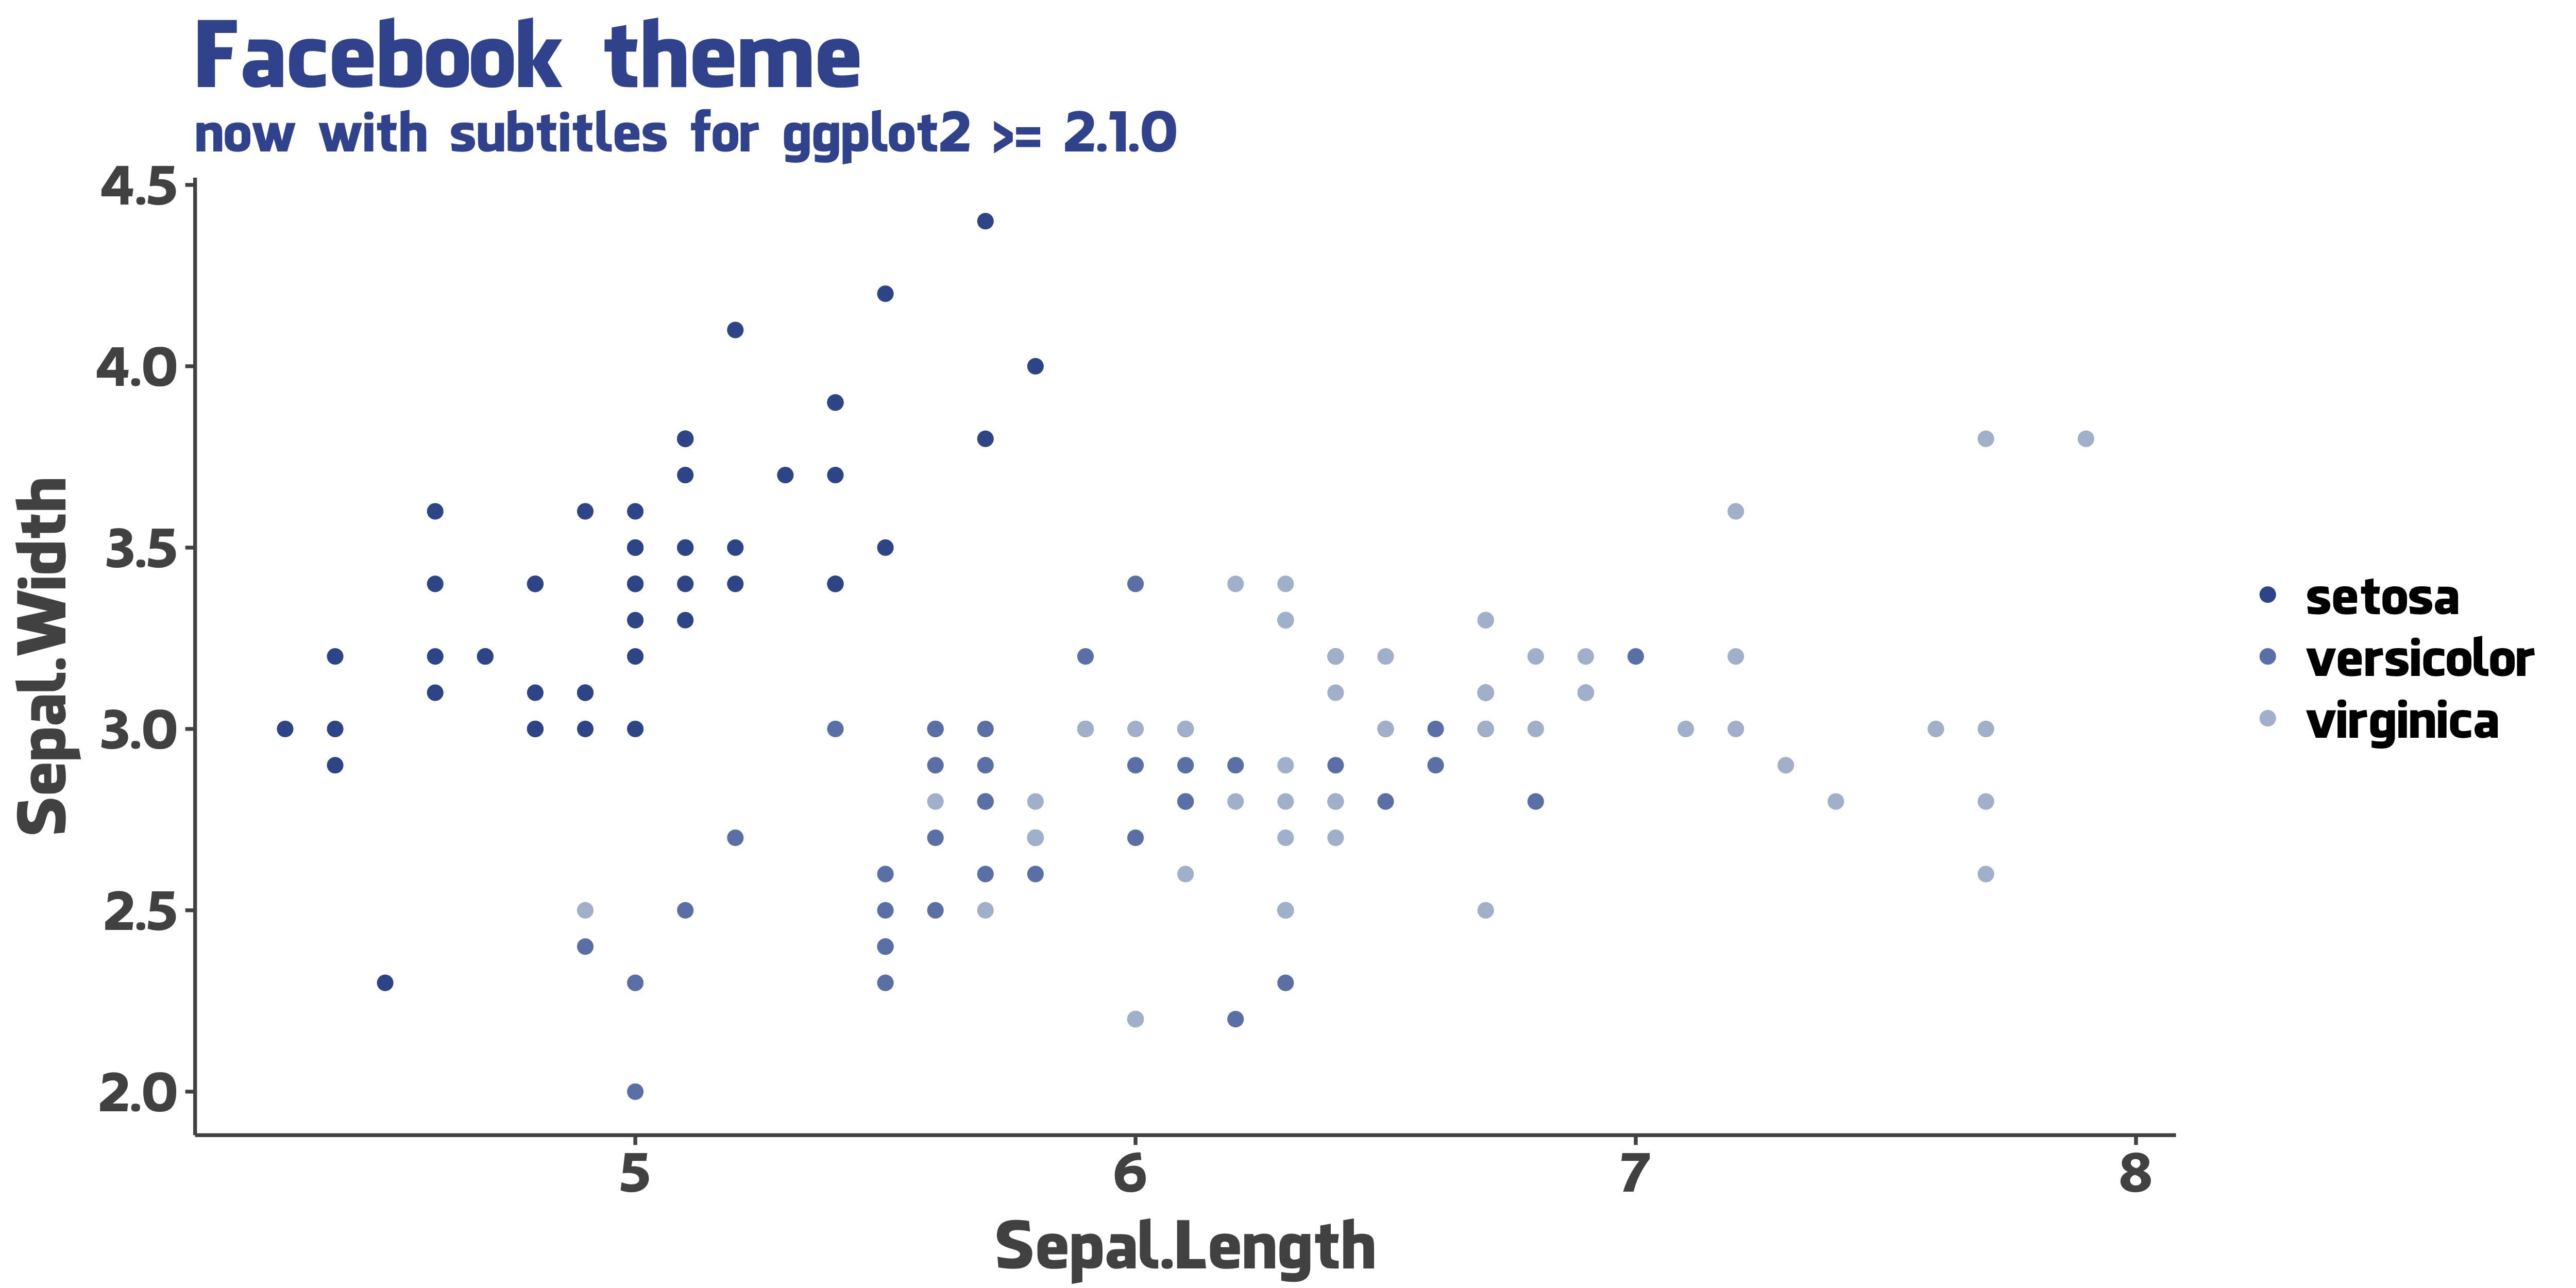 Facebook theme
now with subtitles for ggplot2 >= 2.1.0
4.5
4.0
3.5
3.0
2.5
2.0
Sepal.Width
5 6 7 8
Sepal.Length
setosa
versicolor
virginica